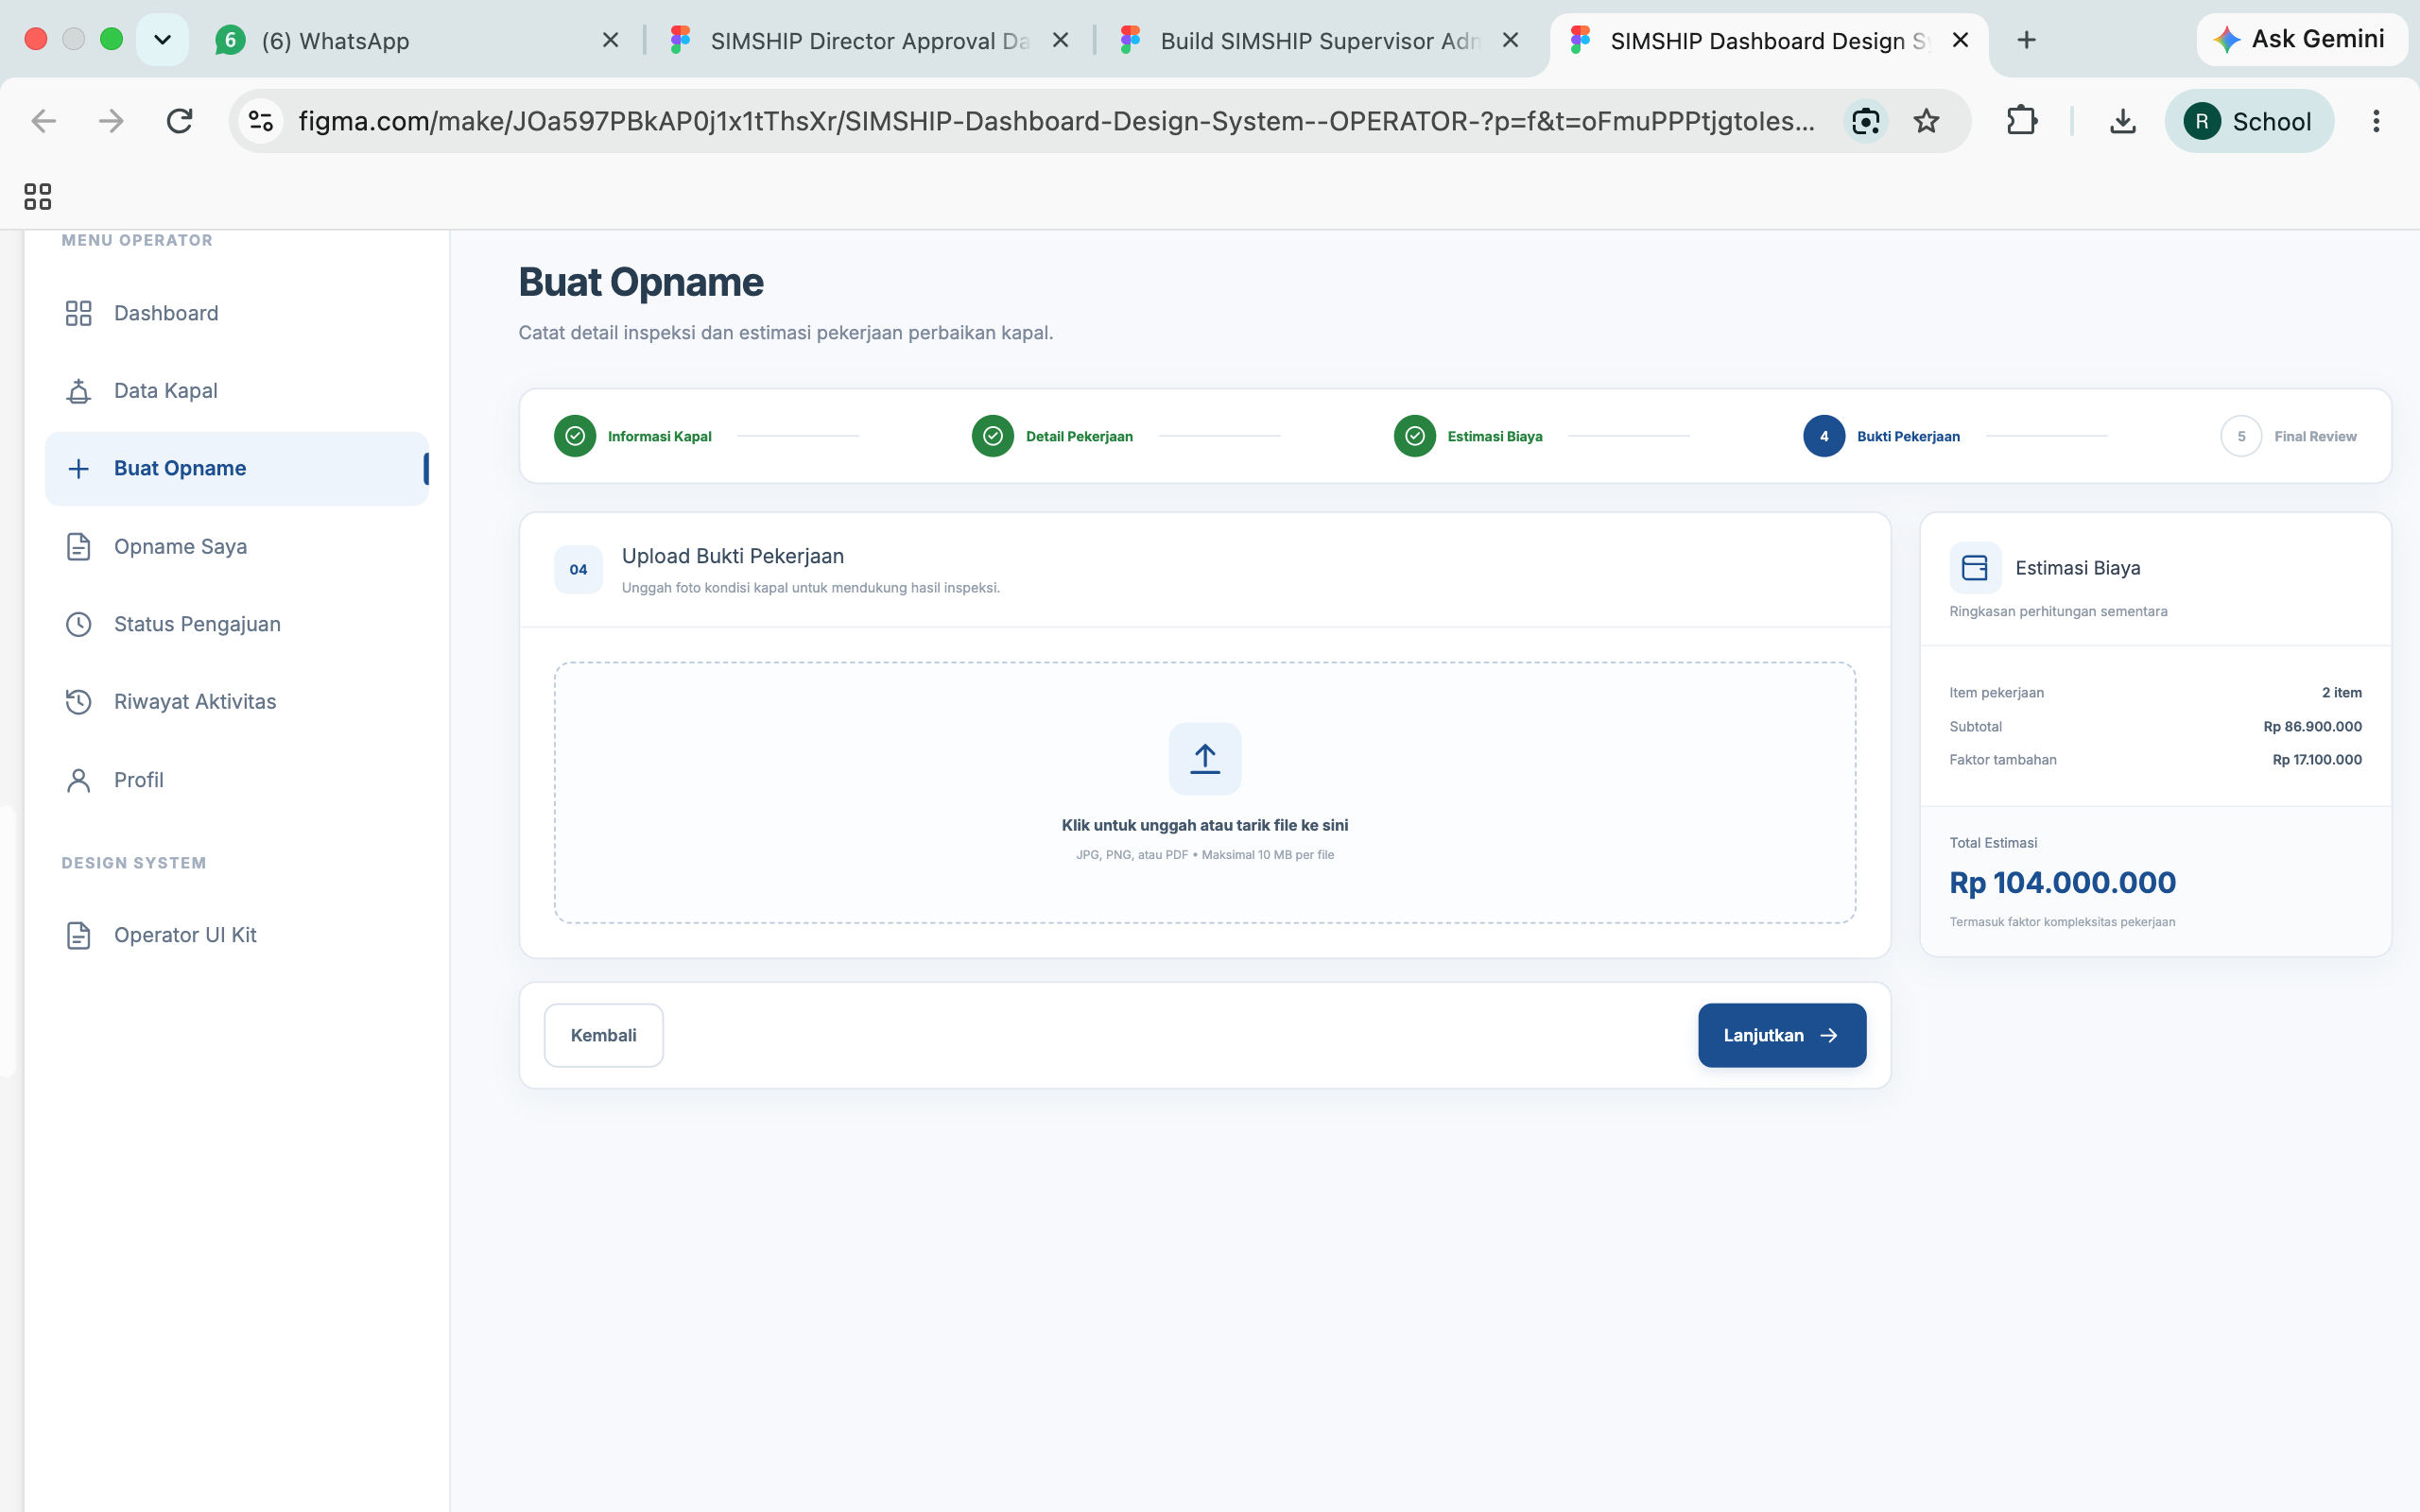 6 (6) WhatsApp
SIMSHIP Director Approval Da
Build SIMSHIP Supervisor Adn
SIMSHIP Dashboard Design S
Ask Gemini
figma.com/make/JOa597PBkAP0j1x1tThsXr/SIMSHIP-Dashboard-Design-System--OPERATOR-?p=f&t=oFmuPPPtjgtoIes...
R School
MENU OPERATOR
Dashboard
Data Kapal
Buat Opname
Opname Saya
Status Pengajuan
Riwayat Aktivitas
Profil
DESIGN SYSTEM
Operator UI Kit
Buat Opname
Catat detail inspeksi dan estimasi pekerjaan perbaikan kapal.
Informasi Kapal
Detail Pekerjaan
Estimasi Biaya
4 Bukti Pekerjaan
5 Final Review
04
Upload Bukti Pekerjaan
Unggah foto kondisi kapal untuk mendukung hasil inspeksi.
Klik untuk unggah atau tarik file ke sini
JPG, PNG, atau PDF • Maksimal 10 MB per file
Kembali
Lanjutkan
Estimasi Biaya
Ringkasan perhitungan sementara
Item pekerjaan 2 item
Subtotal Rp 86.900.000
Faktor tambahan Rp 17.100.000
Total Estimasi
Rp 104.000.000
Termasuk faktor kompleksitas pekerjaan